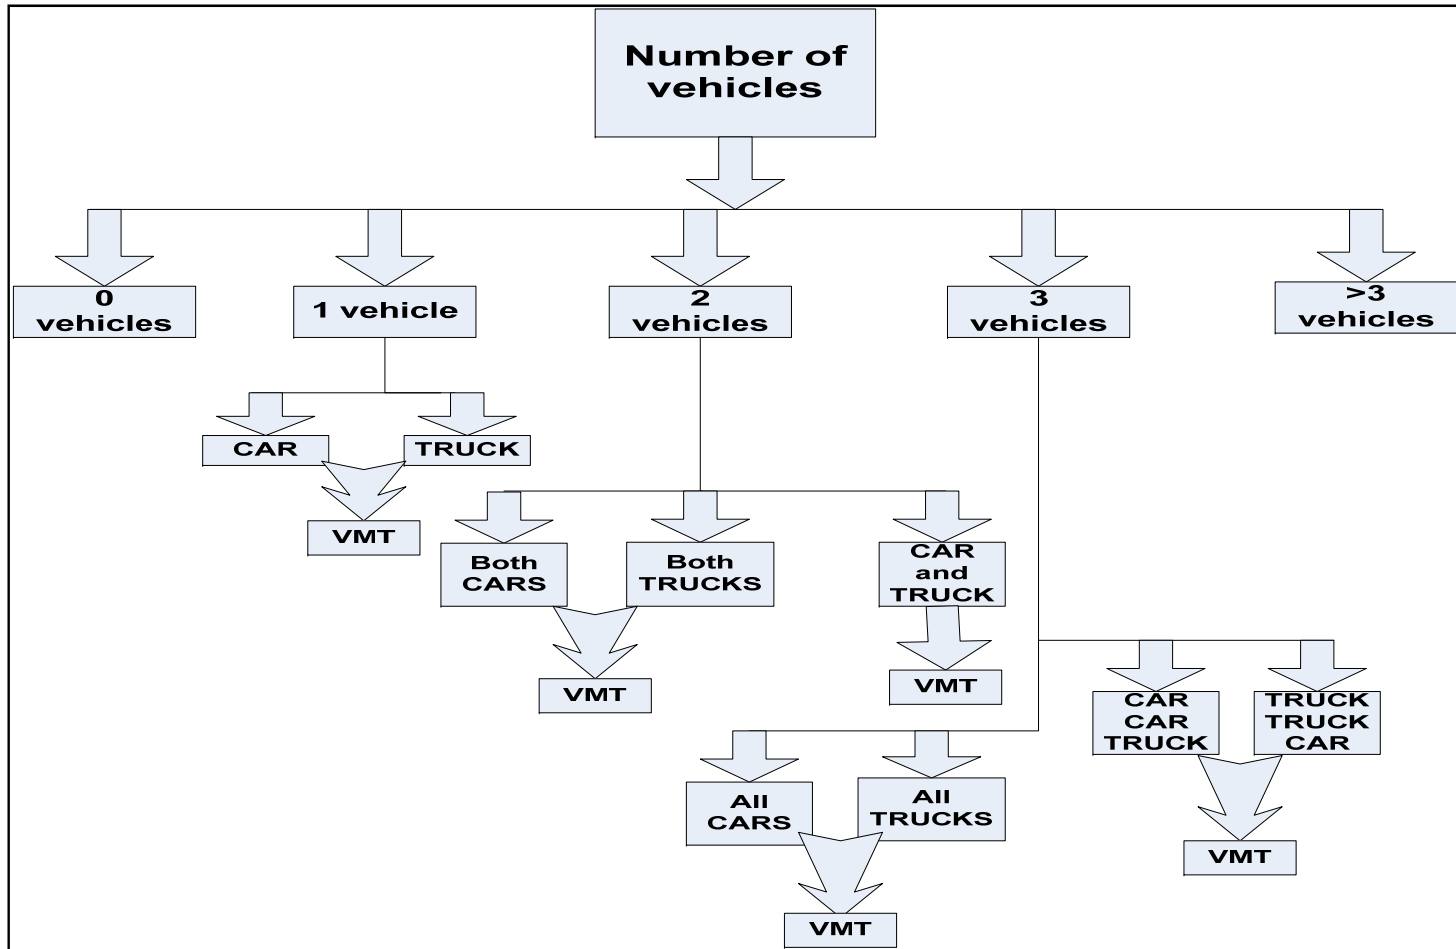 Number of
vehicles
0
vehicles
1 vehicle
2
vehicles
3
vehicles
>3
vehicles
CAR
TRUCK
VMT
Both
CARS
Both
TRUCKS
CAR
and
TRUCK
VMT
VMT
CAR
CAR
TRUCK
TRUCK
TRUCK
CAR
All
CARS
All
TRUCKS
VMT
VMT